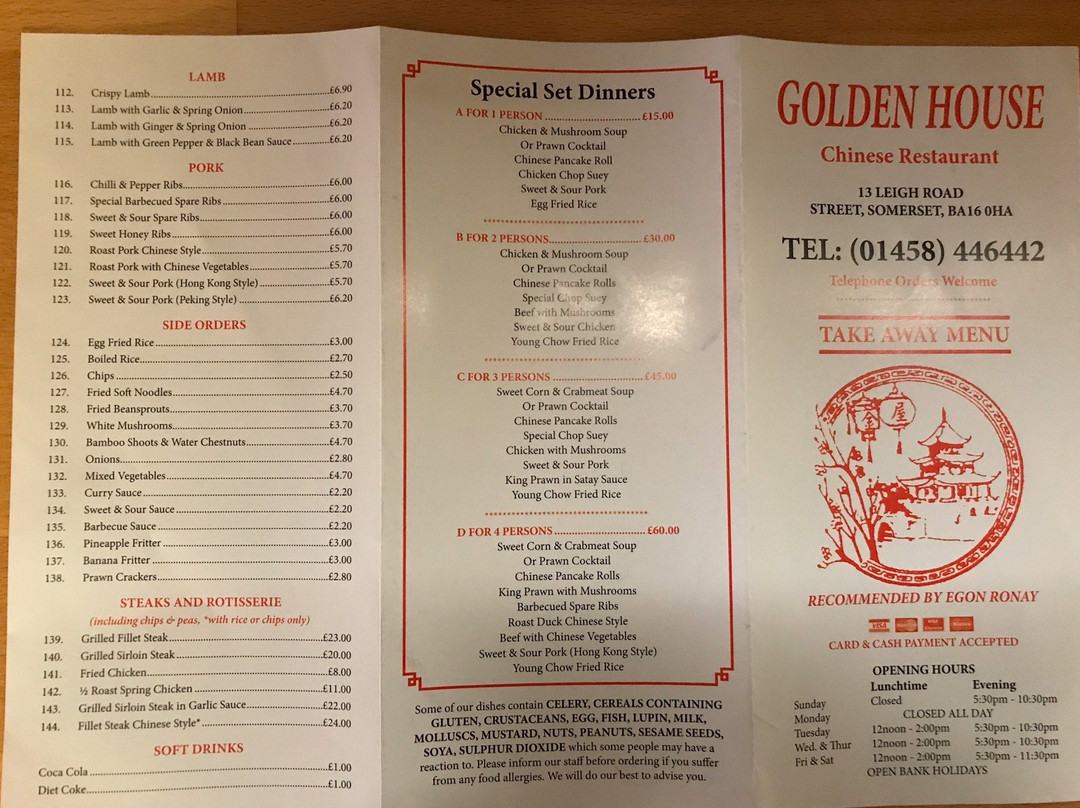 LAMB
112. Crispy Lamb £6.90
113. Lamb with Garlic & Spring Onion £6.20
114. Lamb with Ginger & Spring Onion £6.20
115. Lamb with Green Pepper & Black Bean Sauce £6.20
PORK
116. Chilli & Pepper Ribs £6.00
117. Special Barbecued Spare Ribs £6.00
118. Sweet & Sour Spare Ribs £6.00
119. Sweet Honey Ribs £6.00
120. Roast Pork Chinese Style £5.70
121. Roast Pork with Chinese Vegetables £5.70
122. Sweet & Sour Pork (Hong Kong Style) £5.70
123. Sweet & Sour Pork (Peking Style) £6.20
SIDE ORDERS
124. Egg Fried Rice £3.00
125. Boiled Rice £2.70
126. Chips £2.50
127. Fried Soft Noodles £4.70
128. Fried Beansprouts £3.70
129. White Mushrooms £3.70
130. Bamboo Shoots & Water Chestnuts £4.70
131. Onions £2.80
132. Mixed Vegetables £4.70
133. Curry Sauce £2.20
134. Sweet & Sour Sauce £2.20
135. Barbecue Sauce £2.20
136. Pineapple Fritter £3.00
137. Banana Fritter £3.00
138. Prawn Crackers £2.80
STEAKS AND ROTISSERIE
(including chips & peas, *with rice or chips only)
139. Grilled Fillet Steak £23.00
140. Grilled Sirloin Steak £20.00
141. Fried Chicken £8.00
142. ½ Roast Spring Chicken £11.00
143. Grilled Sirloin Steak in Garlic Sauce £22.00
144. Fillet Steak Chinese Style* £24.00
SOFT DRINKS
Coca Cola £1.00
Diet Coke £1.00
Special Set Dinners
A FOR 1 PERSON £15.00
Chicken & Mushroom Soup
Or Prawn Cocktail
Chinese Pancake Roll
Chicken Chop Suey
Sweet & Sour Pork
Egg Fried Rice
B FOR 2 PERSONS £30.00
Chicken & Mushroom Soup
Or Prawn Cocktail
Chinese Pancake Rolls
Special Chop Suey
Beef with Mushrooms
Sweet & Sour Chicken
Young Chow Fried Rice
C FOR 3 PERSONS £45.00
Sweet Corn & Crabmeat Soup
Or Prawn Cocktail
Chinese Pancake Rolls
Special Chop Suey
Chicken with Mushrooms
Sweet & Sour Pork
King Prawn in Satay Sauce
Young Chow Fried Rice
D FOR 4 PERSONS £60.00
Sweet Corn & Crabmeat Soup
Or Prawn Cocktail
Chinese Pancake Rolls
King Prawn with Mushrooms
Barbecued Spare Ribs
Roast Duck Chinese Style
Beef with Chinese Vegetables
Sweet & Sour Pork (Hong Kong Style)
Young Chow Fried Rice
Some of our dishes contain CELERY, CEREALS CONTAINING
GLUTEN, CRUSTACEANS, EGG, FISH, LUPIN, MILK,
MOLLUSCS, MUSTARD, NUTS, PEANUTS, SESAME SEEDS,
SOYA, SULPHUR DIOXIDE which some people may have a
reaction to. Please inform our staff before ordering if you suffer
from any food allergies. We will do our best to advise you.
GOLDEN HOUSE
Chinese Restaurant
13 LEIGH ROAD
STREET, SOMERSET, BA16 0HA
TEL: (01458) 446442
Telephone Orders Welcome
TAKE AWAY MENU
金屋
RECOMMENDED BY EGON RONAY
VISA VISA
CARD & CASH PAYMENT ACCEPTED
OPENING HOURS
Lunchtime Evening
Sunday Closed 5:30pm - 10:30pm
Monday CLOSED ALL DAY
Tuesday 12noon - 2:00pm 5:30pm - 10:30pm
Wed. & Thur 12noon - 2:00pm 5:30pm - 10:30pm
Fri & Sat 12noon - 2:00pm 5:30pm - 11:30pm
OPEN BANK HOLIDAYS